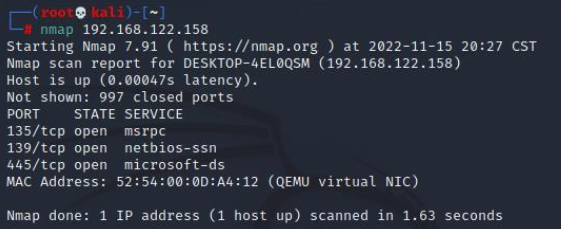 ┌──(root💀kali)-[~]
└─# nmap 192.168.122.158
Starting Nmap 7.91 ( https://nmap.org ) at 2022-11-15 20:27 CST
Nmap scan report for DESKTOP-4EL0QSM (192.168.122.158)
Host is up (0.00047s latency).
Not shown: 997 closed ports
PORT    STATE SERVICE
135/tcp open  msrpc
139/tcp open  netbios-ssn
445/tcp open  microsoft-ds
MAC Address: 52:54:00:0D:A4:12 (QEMU virtual NIC)
Nmap done: 1 IP address (1 host up) scanned in 1.63 seconds